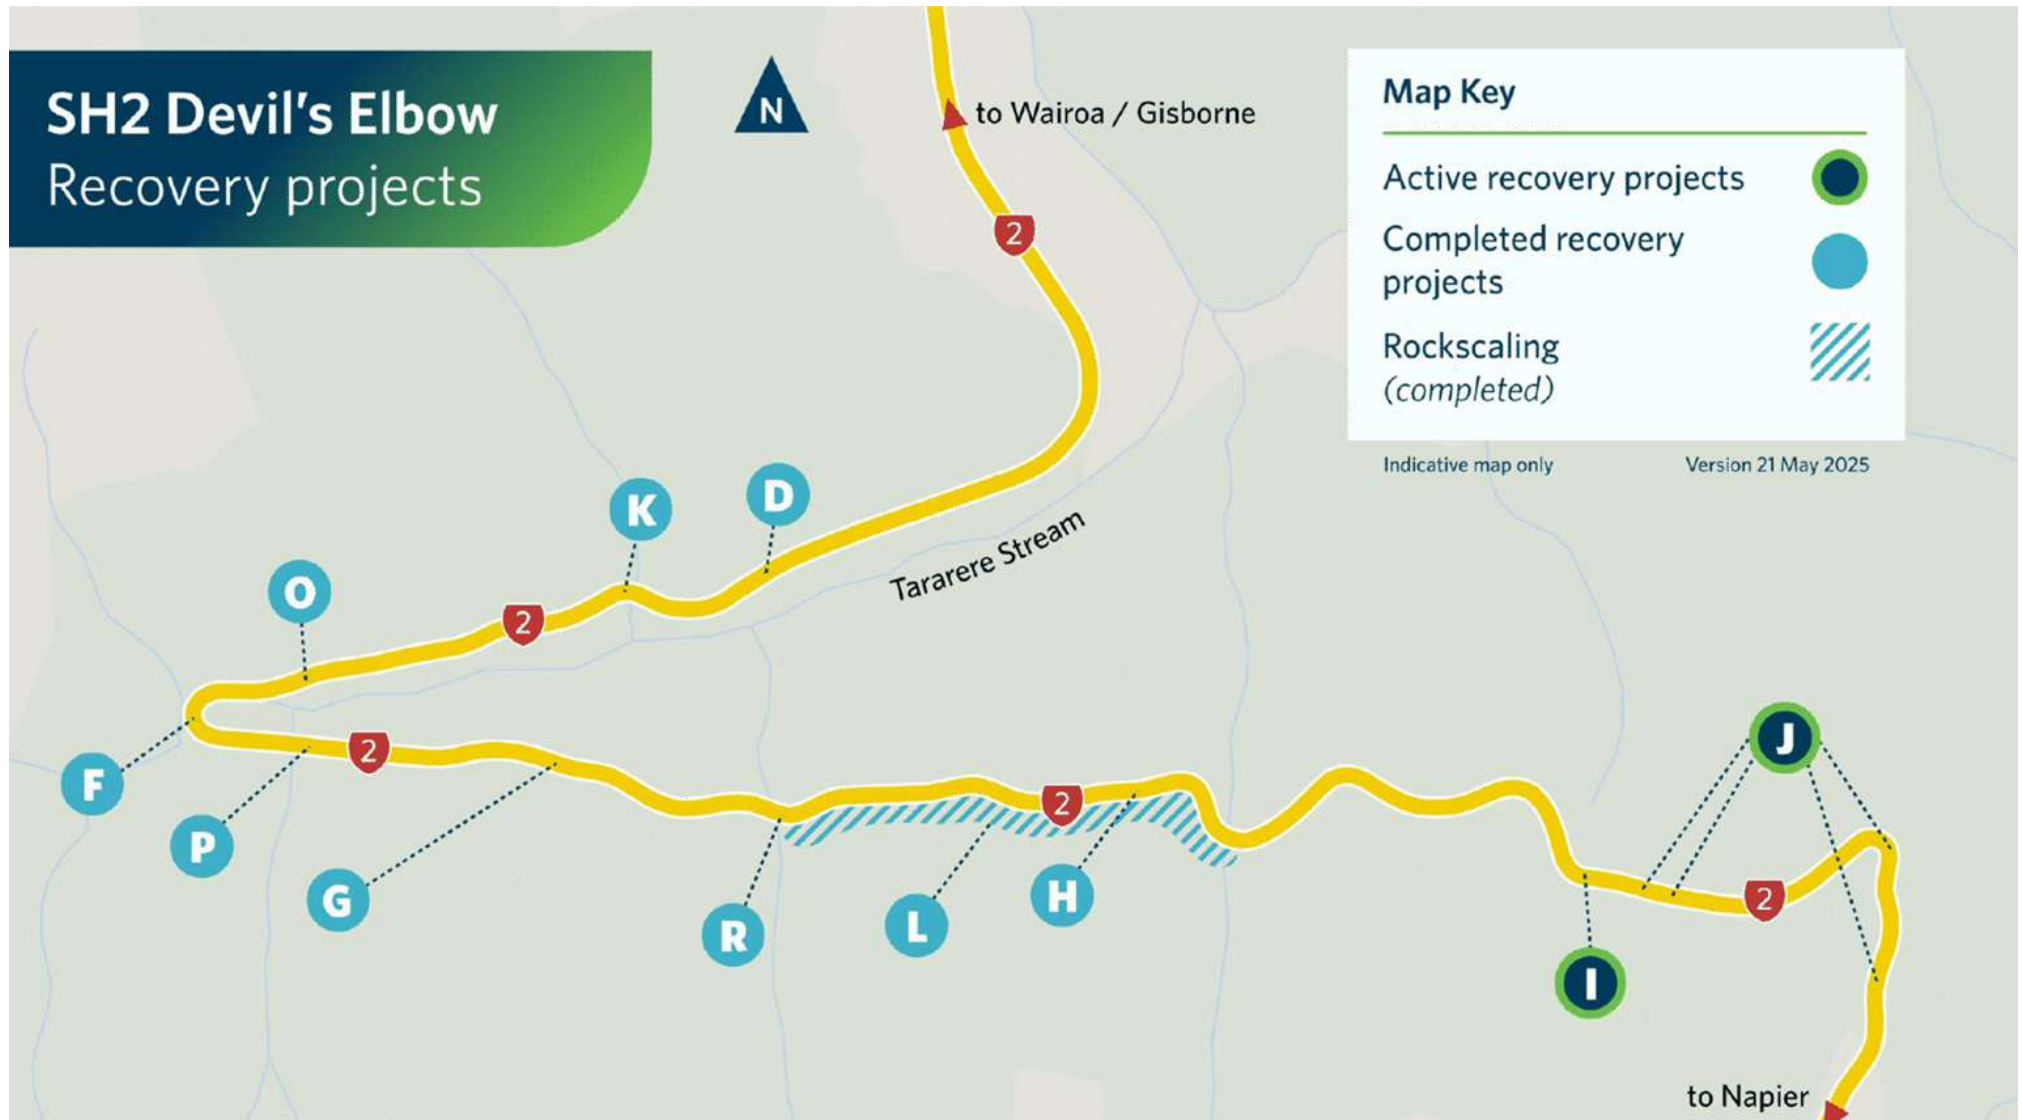 SH2 Devil's Elbow
Recovery projects
N
to Wairoa / Gisborne
2
Map Key
Active recovery projects
Completed recovery
projects
Rockscaling
(completed)
Indicative map only
Version 21 May 2025
K
D
Tararere Stream
O
2
F
P
2
G
R
L
2
H
J
2
I
to Napier